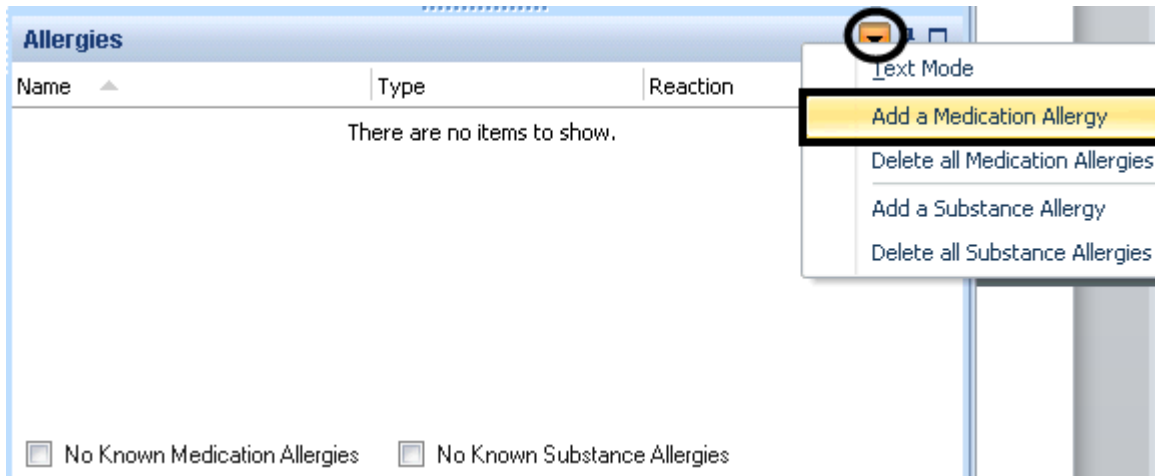 Allergies
Name Type Reaction
There are no items to show.
Text Mode
Add a Medication Allergy
Delete all Medication Allergies
Add a Substance Allergy
Delete all Substance Allergies
No Known Medication Allergies No Known Substance Allergies